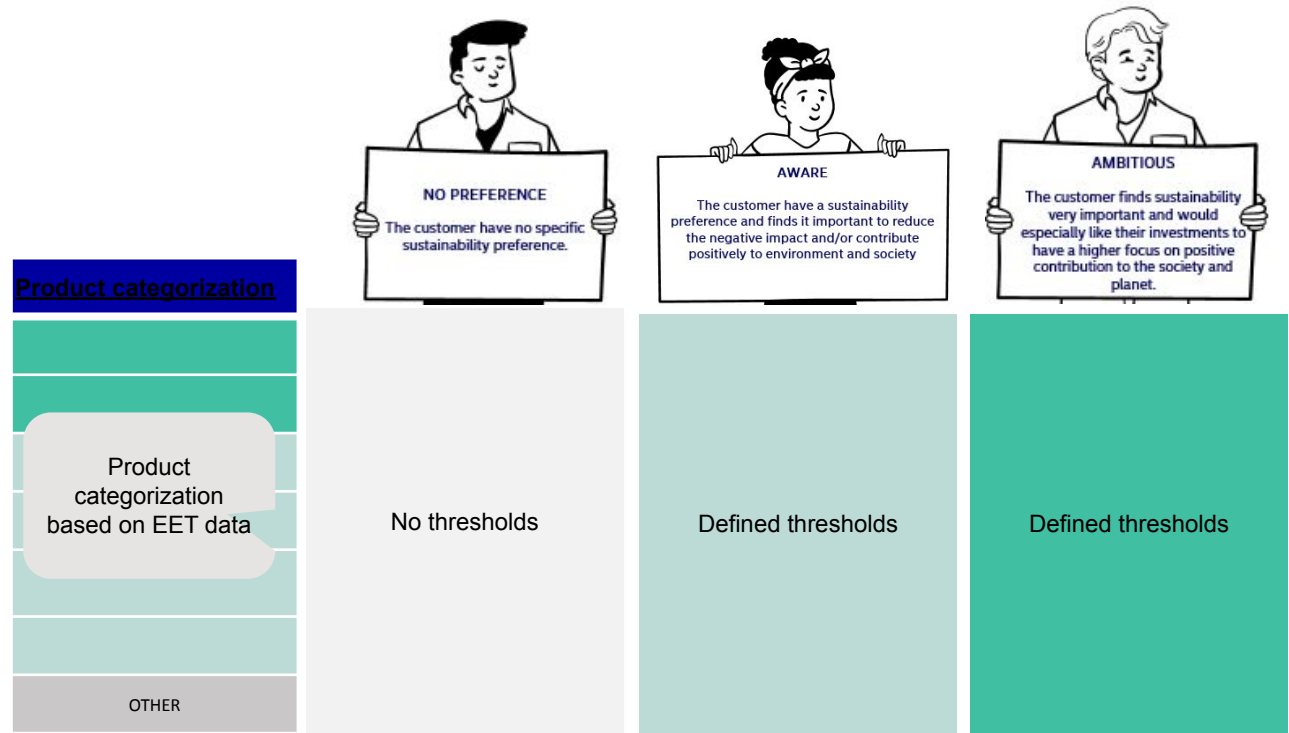 NO PREFERENCE
The customer have no specific
sustainability preference.
AWARE
The customer have a sustainability
preference and finds it important to reduce
the negative impact and/or contribute
positively to environment and society
AMBITIOUS
The customer finds sustainability
very important and would
especially like their investments to
have a higher focus on positive
contribution to the society and
planet.
Product categorization
Product
categorization
based on EET data
OTHER
No thresholds
Defined thresholds
Defined thresholds